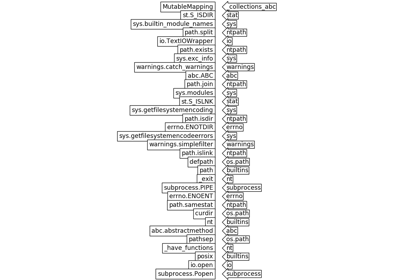 MutableMapping _collections_abc
st.S_ISDIR stat
sys.builtin_module_names sys
path.split ntpath
io.TextIOWrapper io
path.exists ntpath
sys.exc_info sys
warnings.catch_warnings warnings
abc.ABC abc
path.join ntpath
sys.modules sys
st.S_ISLNK stat
sys.getfilesystemencoding sys
path.isdir ntpath
errno.ENOTDIR errno
sys.getfilesystemencodeerrors sys
warnings.simplefilter warnings
path.islink ntpath
defpath os.path
path builtins
_exit nt
subprocess.PIPE subprocess
errno.ENOENT errno
path.samestat ntpath
curdir os.path
nt builtins
abc.abstractmethod abc
pathsep os.path
_have_functions nt
posix builtins
io.open io
subprocess.Popen subprocess